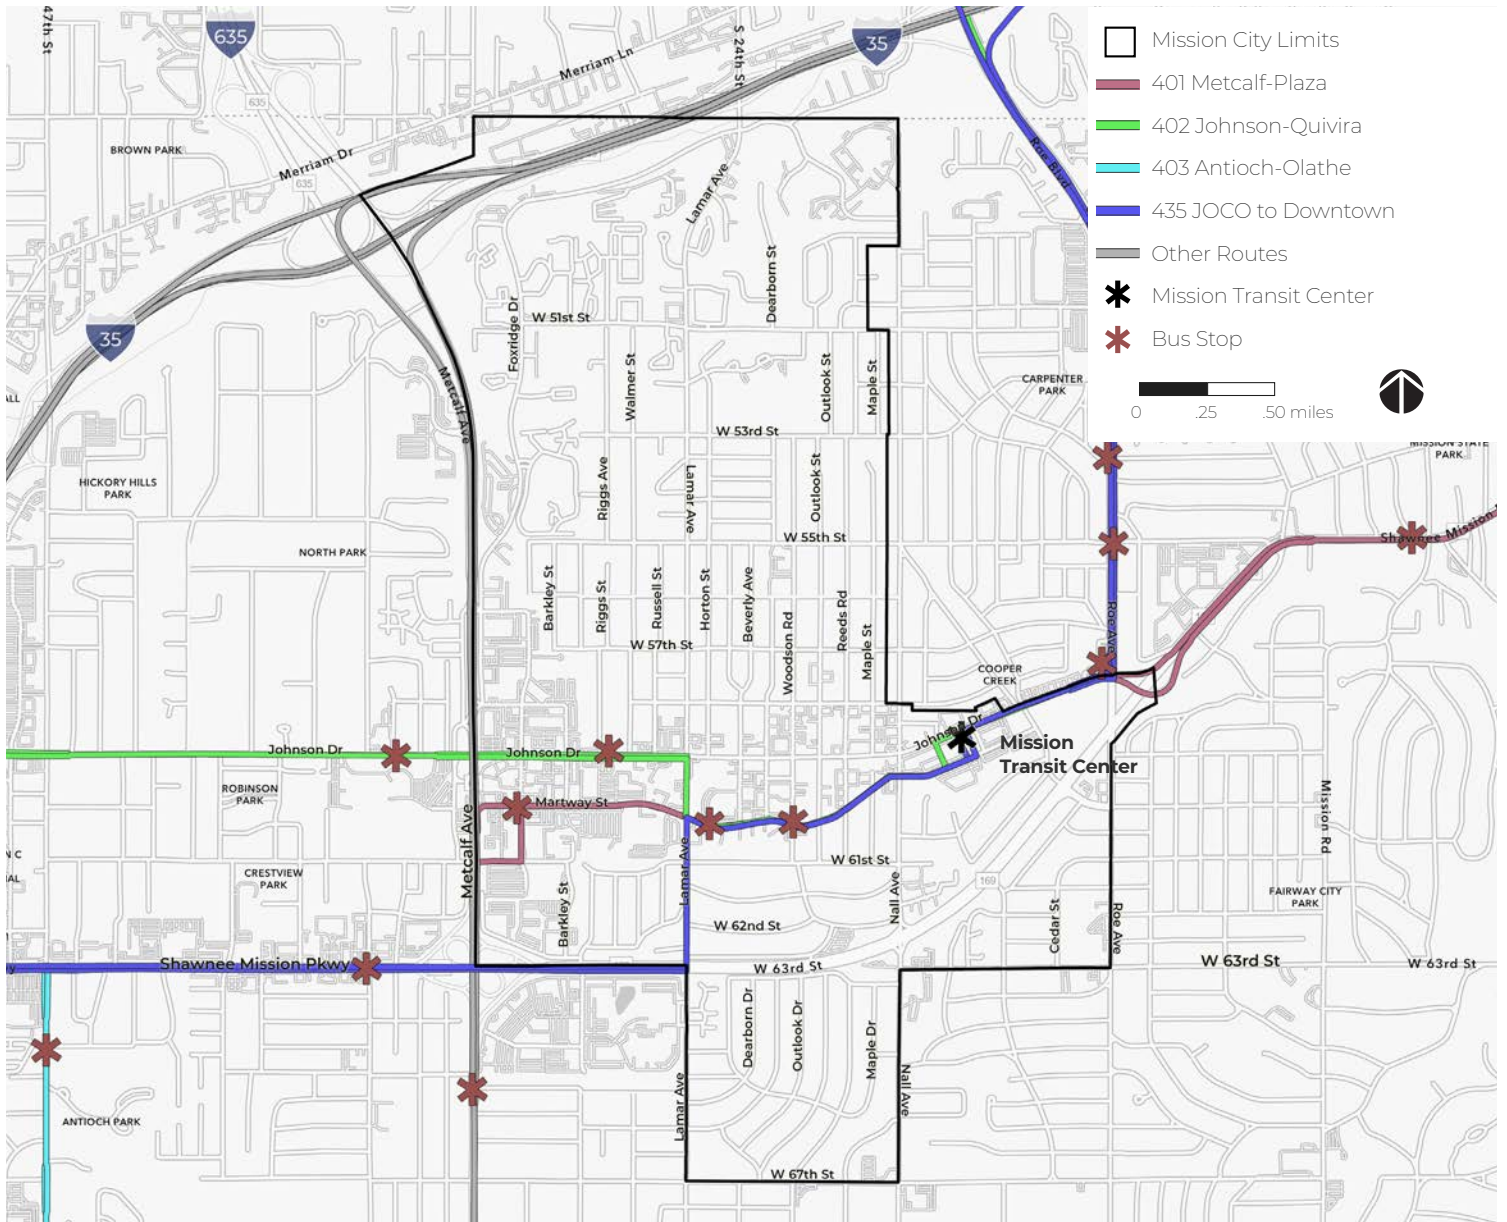 47th St
635
S 24th St
35
Merriam Ln
635
BROWN PARK
Merriam Dr
635
Roe Blvd
Lamar Ave
Dearborn St
Foxridge Dr
W 51st St
35
Metcalf Ave
Walmer St
Outlook St
Maple St
CARPENTER
PARK
W 53rd St
HICKORY HILLS
PARK
Riggs Ave
Lamar Ave
Outlook St
MISSION STATE
PARK
W 55th St
NORTH PARK
Shawnee Mission
Barkley St
Riggs St
Russell St
Horton St
Beverly Ave
Woodson Rd
Reeds Rd
Maple St
Roe Ave
W 57th St
COOPER
CREEK
Johnson Dr
Johnson Dr
Johnson Dr
Mission
Transit Center
ROBINSON
PARK
Martway St
Metcalf Ave
Lamar Ave
Mission Rd
W 61st St
CRESTVIEW
PARK
169
Nall Ave
FAIRWAY CITY
PARK
Barkley St
W 62nd St
Cedar St
Roe Ave
Shawnee Mission Pkwy
W 63rd St
W 63rd St
W 63rd St
Dearborn Dr
Outlook Dr
Maple Dr
Lamar Ave
Nall Ave
ANTIOCH PARK
W 67th St
Mission City Limits
401 Metcalf-Plaza
402 Johnson-Quivira
403 Antioch-Olathe
435 JOCO to Downtown
Other Routes
Mission Transit Center
Bus Stop
0 .25 .50 miles